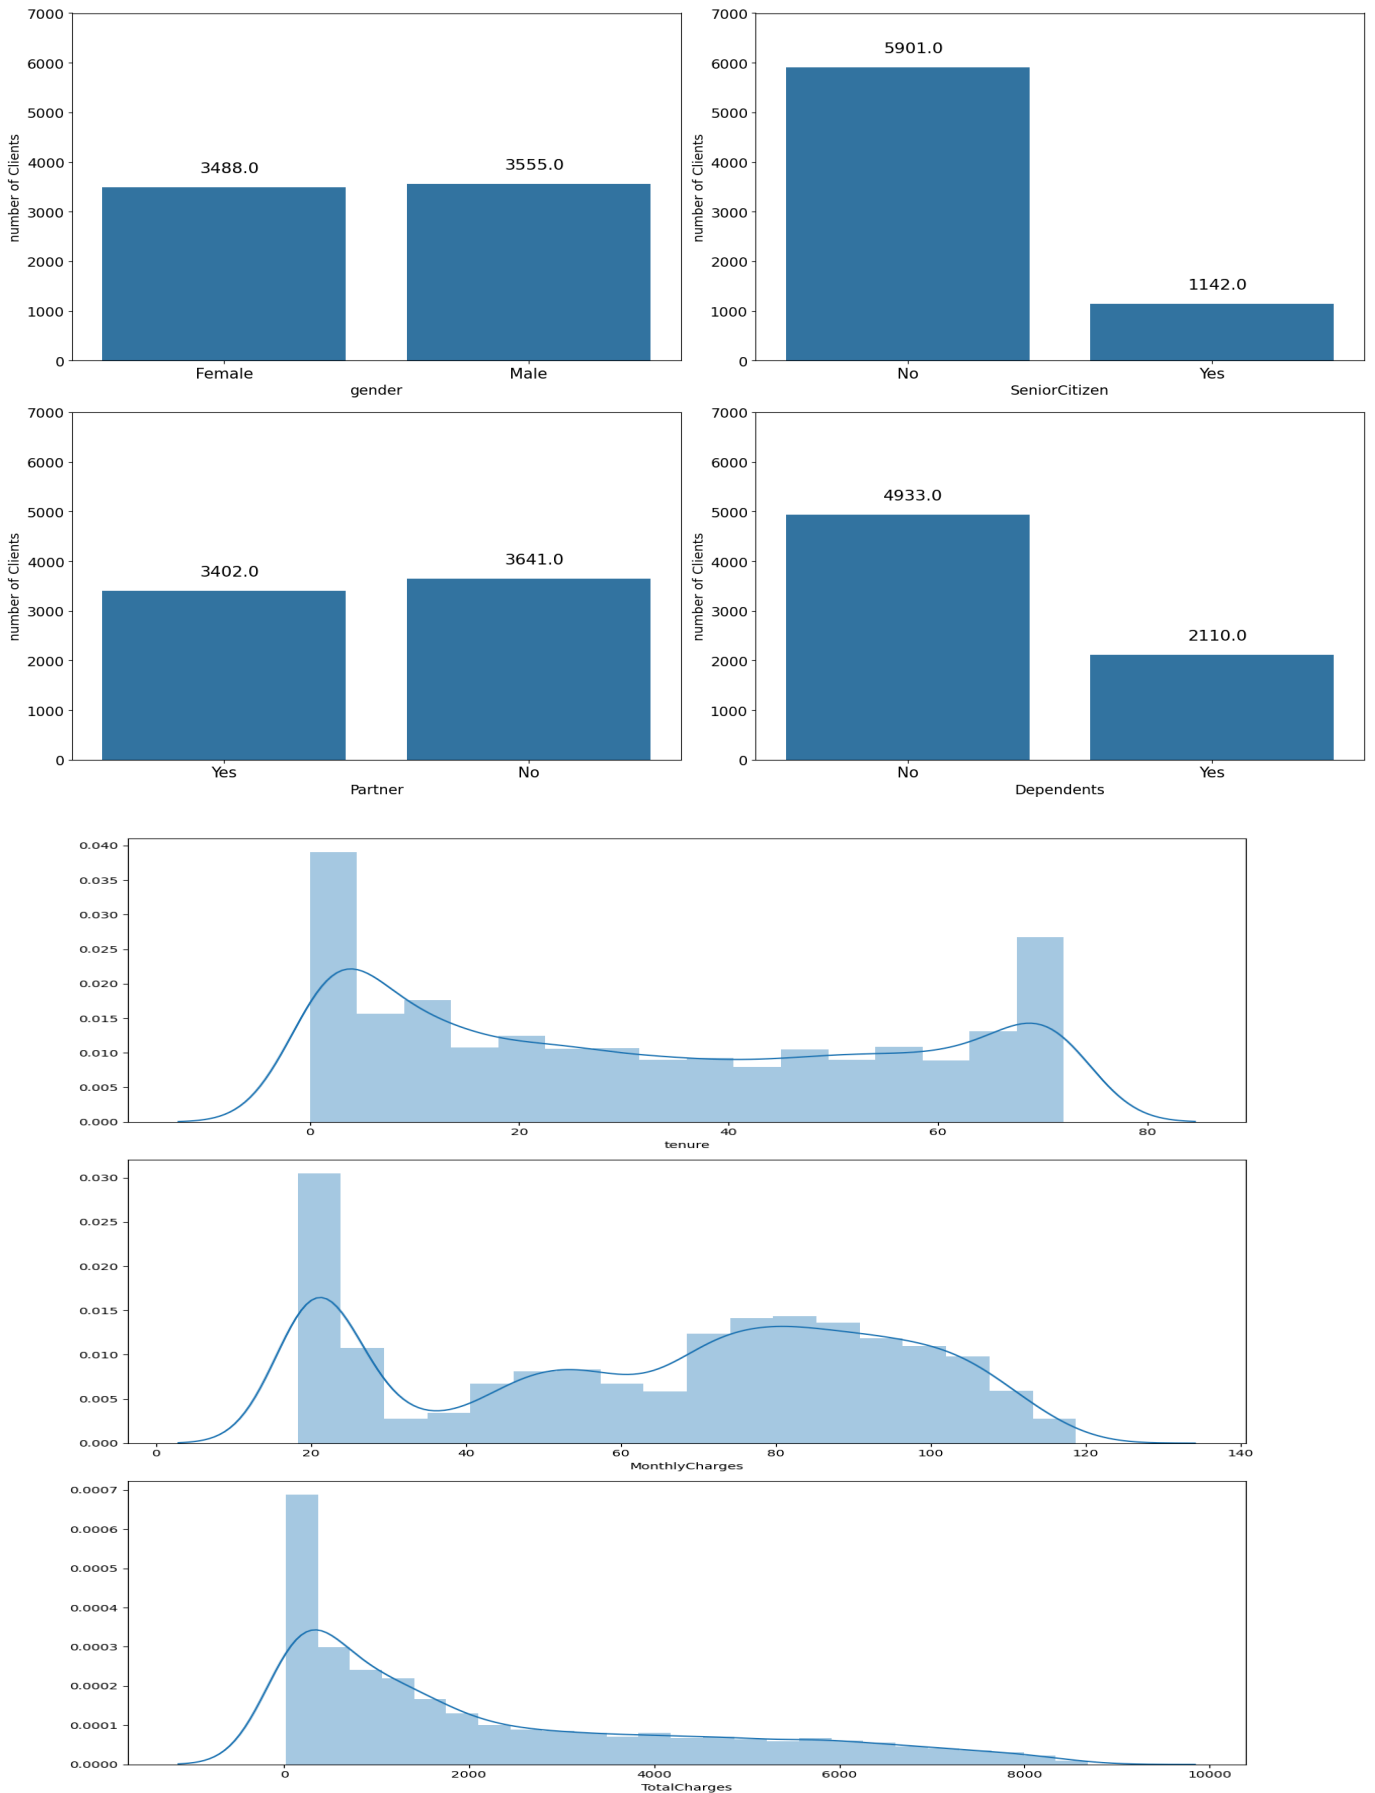 7000
6000
5000
4000
3000
2000
1000
0
number of Clients
3488.0
3555.0
Female
Male
gender
7000
6000
5000
4000
3000
2000
1000
0
number of Clients
5901.0
1142.0
No
Yes
SeniorCitizen
7000
6000
5000
4000
3000
2000
1000
0
number of Clients
3402.0
3641.0
Yes
No
Partner
7000
6000
5000
4000
3000
2000
1000
0
number of Clients
4933.0
2110.0
No
Yes
Dependents
0.040
0.035
0.030
0.025
0.020
0.015
0.010
0.005
0.000
0 20 40 60 80
tenure
0.030
0.025
0.020
0.015
0.010
0.005
0.000
0 20 40 60 80 100 120 140
MonthlyCharges
0.0007
0.0006
0.0005
0.0004
0.0003
0.0002
0.0001
0.0000
0 2000 4000 6000 8000 10000
TotalCharges